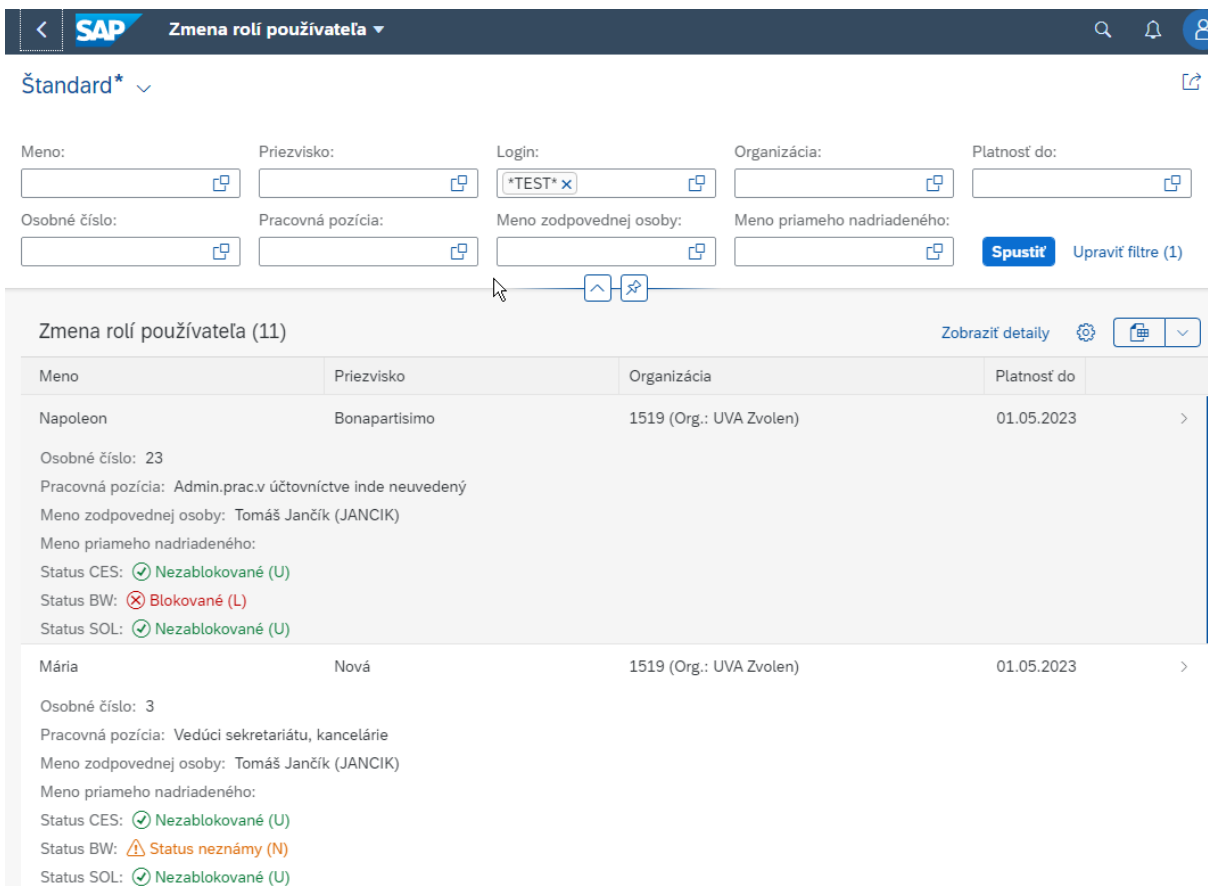 SAP Zmena rolí používateľa
Štandard*
Meno: Priezvisko: Login: Organizácia: Platnosť do:
*TEST*
Osobné číslo: Pracovná pozícia: Meno zodpovednej osoby: Meno priameho nadriadeného:
Spustiť Upraviť filtre (1)
Zmena rolí používateľa (11) Zobraziť detaily
Meno Priezvisko Organizácia Platnosť do
Napoleon Bonapartisimo 1519 (Org.: UVA Zvolen) 01.05.2023
Osobné číslo: 23
Pracovná pozícia: Admin.prac.v účtovníctve inde neuvedený
Meno zodpovednej osoby: Tomáš Jančík (JANCIK)
Meno priameho nadriadeného:
Status CES: Nezablokované (U)
Status BW: Blokované (L)
Status SOL: Nezablokované (U)
Mária Nová 1519 (Org.: UVA Zvolen) 01.05.2023
Osobné číslo: 3
Pracovná pozícia: Vedúci sekretariátu, kancelárie
Meno zodpovednej osoby: Tomáš Jančík (JANCIK)
Meno priameho nadriadeného:
Status CES: Nezablokované (U)
Status BW: Status neznámy (N)
Status SOL: Nezablokované (U)